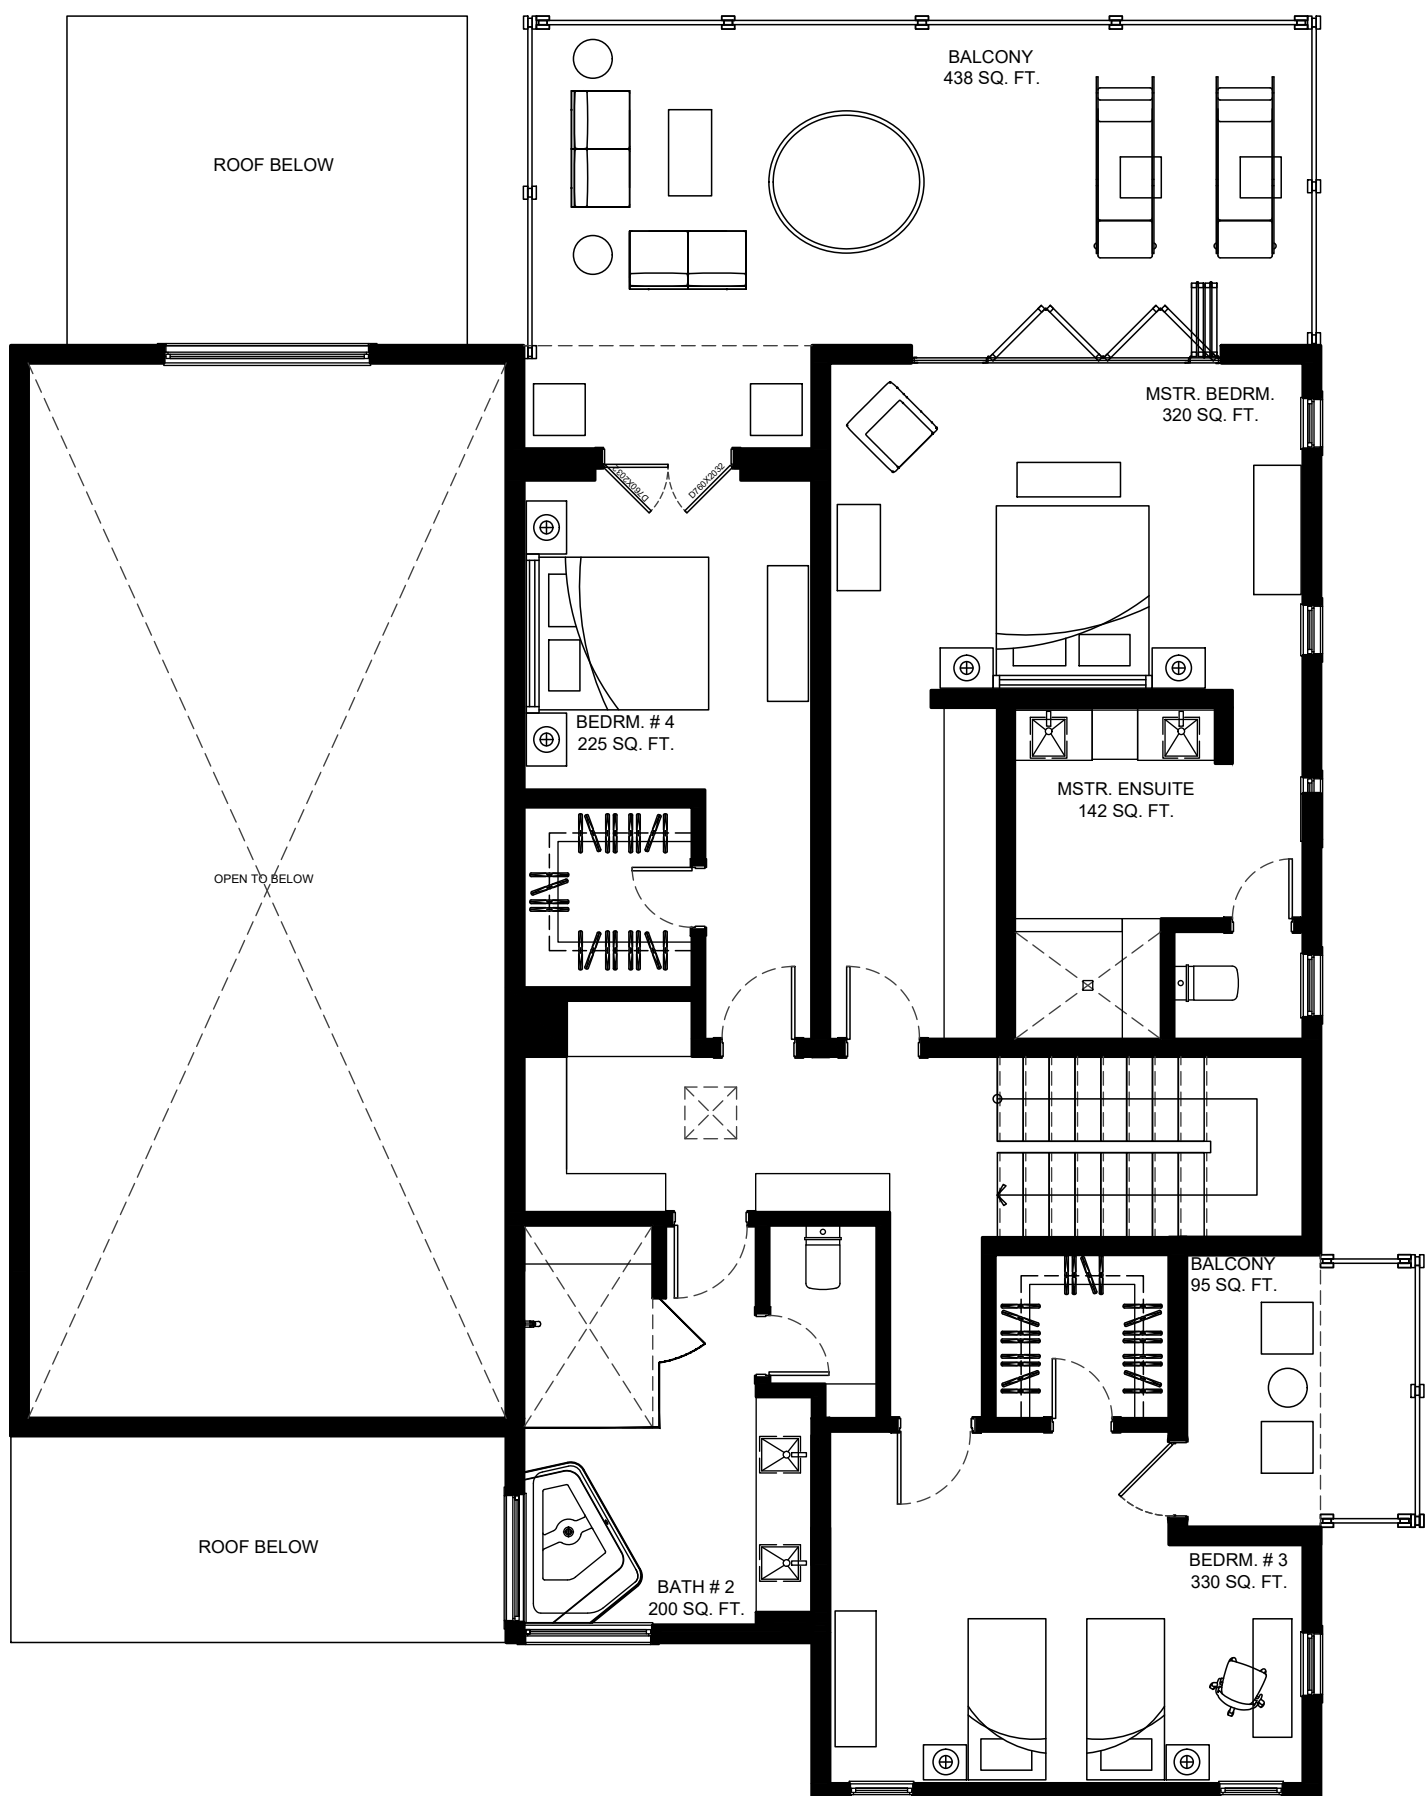 BALCONY
438 SQ. FT.
ROOF BELOW
MSTR. BEDRM.
320 SQ. FT.
D760X2032
D760X2032
BEDRM. # 4
225 SQ. FT.
MSTR. ENSUITE
142 SQ. FT.
OPEN TO BELOW
BALCONY
95 SQ. FT.
ROOF BELOW
BEDRM. # 3
330 SQ. FT.
BATH # 2
200 SQ. FT.